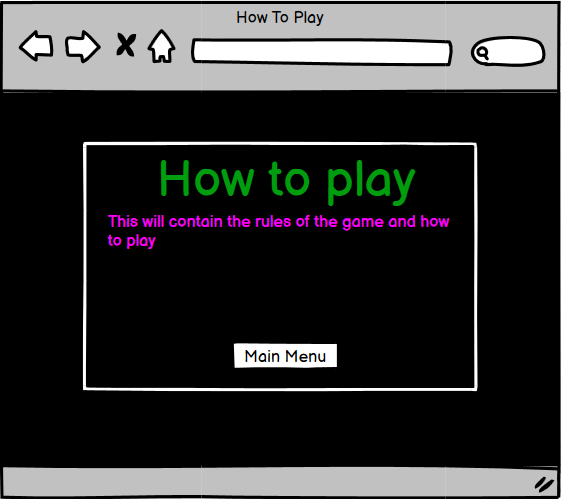 How To Play
How to play
This will contain the rules of the game and how
to play
Main Menu